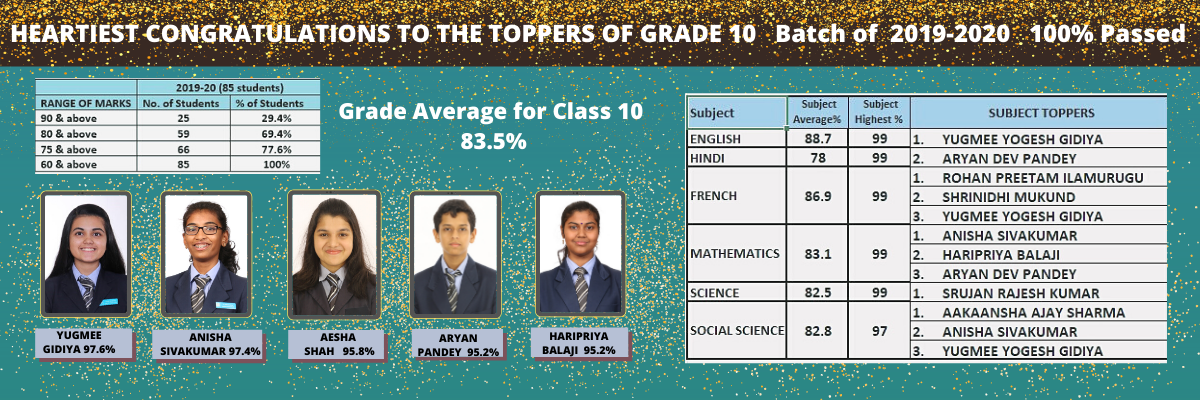 HEARTIEST CONGRATULATIONS TO THE TOPPERS OF GRADE 10 Batch of 2019-2020 100% Passed
2019-20 (85 students)
RANGE OF MARKS No. of Students % of Students
90 & above 25 29.4%
80 & above 59 69.4%
75 & above 66 77.6%
60 & above 85 100%
Grade Average for Class 10
83.5%
YUGMEE
GIDIYA 97.6%
ANISHA
SIVAKUMAR 97.4%
AESHA
SHAH 95.8%
ARYAN
PANDEY 95.2%
HARIPRIYA
BALAJI 95.2%
Subject Subject Average% Subject Highest % SUBJECT TOPPERS
ENGLISH 88.7 99 1. YUGMEE YOGESH GIDIYA
HINDI 78 99 2. ARYAN DEV PANDEY
FRENCH 86.9 99 1. ROHAN PREETAM ILAMURUGU
2. SHRINIDHI MUKUND
3. YUGMEE YOGESH GIDIYA
MATHEMATICS 83.1 99 1. ANISHA SIVAKUMAR
2. HARIPRIYA BALAJI
3. ARYAN DEV PANDEY
SCIENCE 82.5 99 1. SRUJAN RAJESH KUMAR
SOCIAL SCIENCE 82.8 97 1. AAKAANSHA AJAY SHARMA
2. ANISHA SIVAKUMAR
3. YUGMEE YOGESH GIDIYA